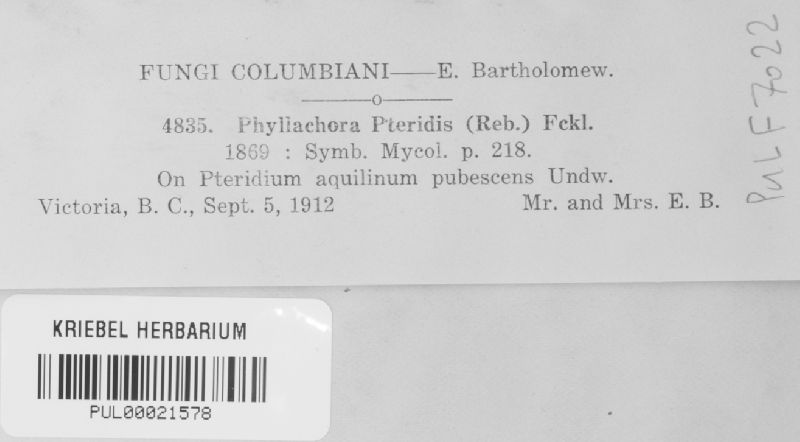 FUNGI COLUMBIANI——E. Bartholomew.
4835. Phyllachora Pteridis (Reb.) Fckl.
1869 : Symb. Mycol. p. 218.
On Pteridium aquilinum pubescens Undw.
Victoria, B. C., Sept. 5, 1912 Mr. and Mrs. E. B.
PUL F7022
KRIEBEL HERBARIUM
PUL00021578